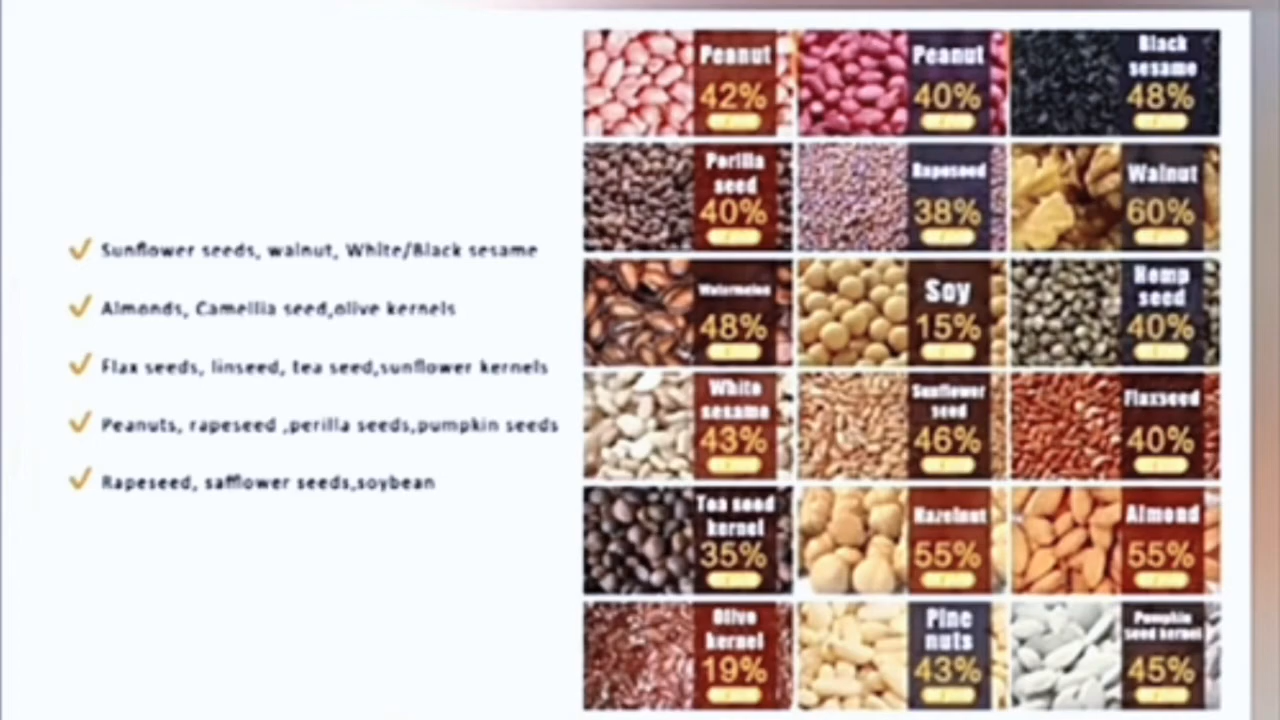 Sunflower seeds, walnut, White/Black sesame
Almonds, Camellia seed,olive kernels
Flax seeds, linseed, tea seed,sunflower kernels
Peanuts, rapeseed ,perilla seeds,pumpkin seeds
Rapeseed, safflower seeds,soybean
Peanut
42%
Peanut
40%
Black
sesame
48%
Perilla
seed
40%
Rapeseed
38%
Walnut
60%
Watermelon
48%
Soy
15%
Hemp
seed
40%
White
sesame
43%
Sunflower
seed
46%
Flaxseed
40%
Tea seed
kernel
35%
Hazelnut
55%
Almond
55%
Olive
kernel
19%
Pine
nuts
43%
Pumpkin
seed kernel
45%